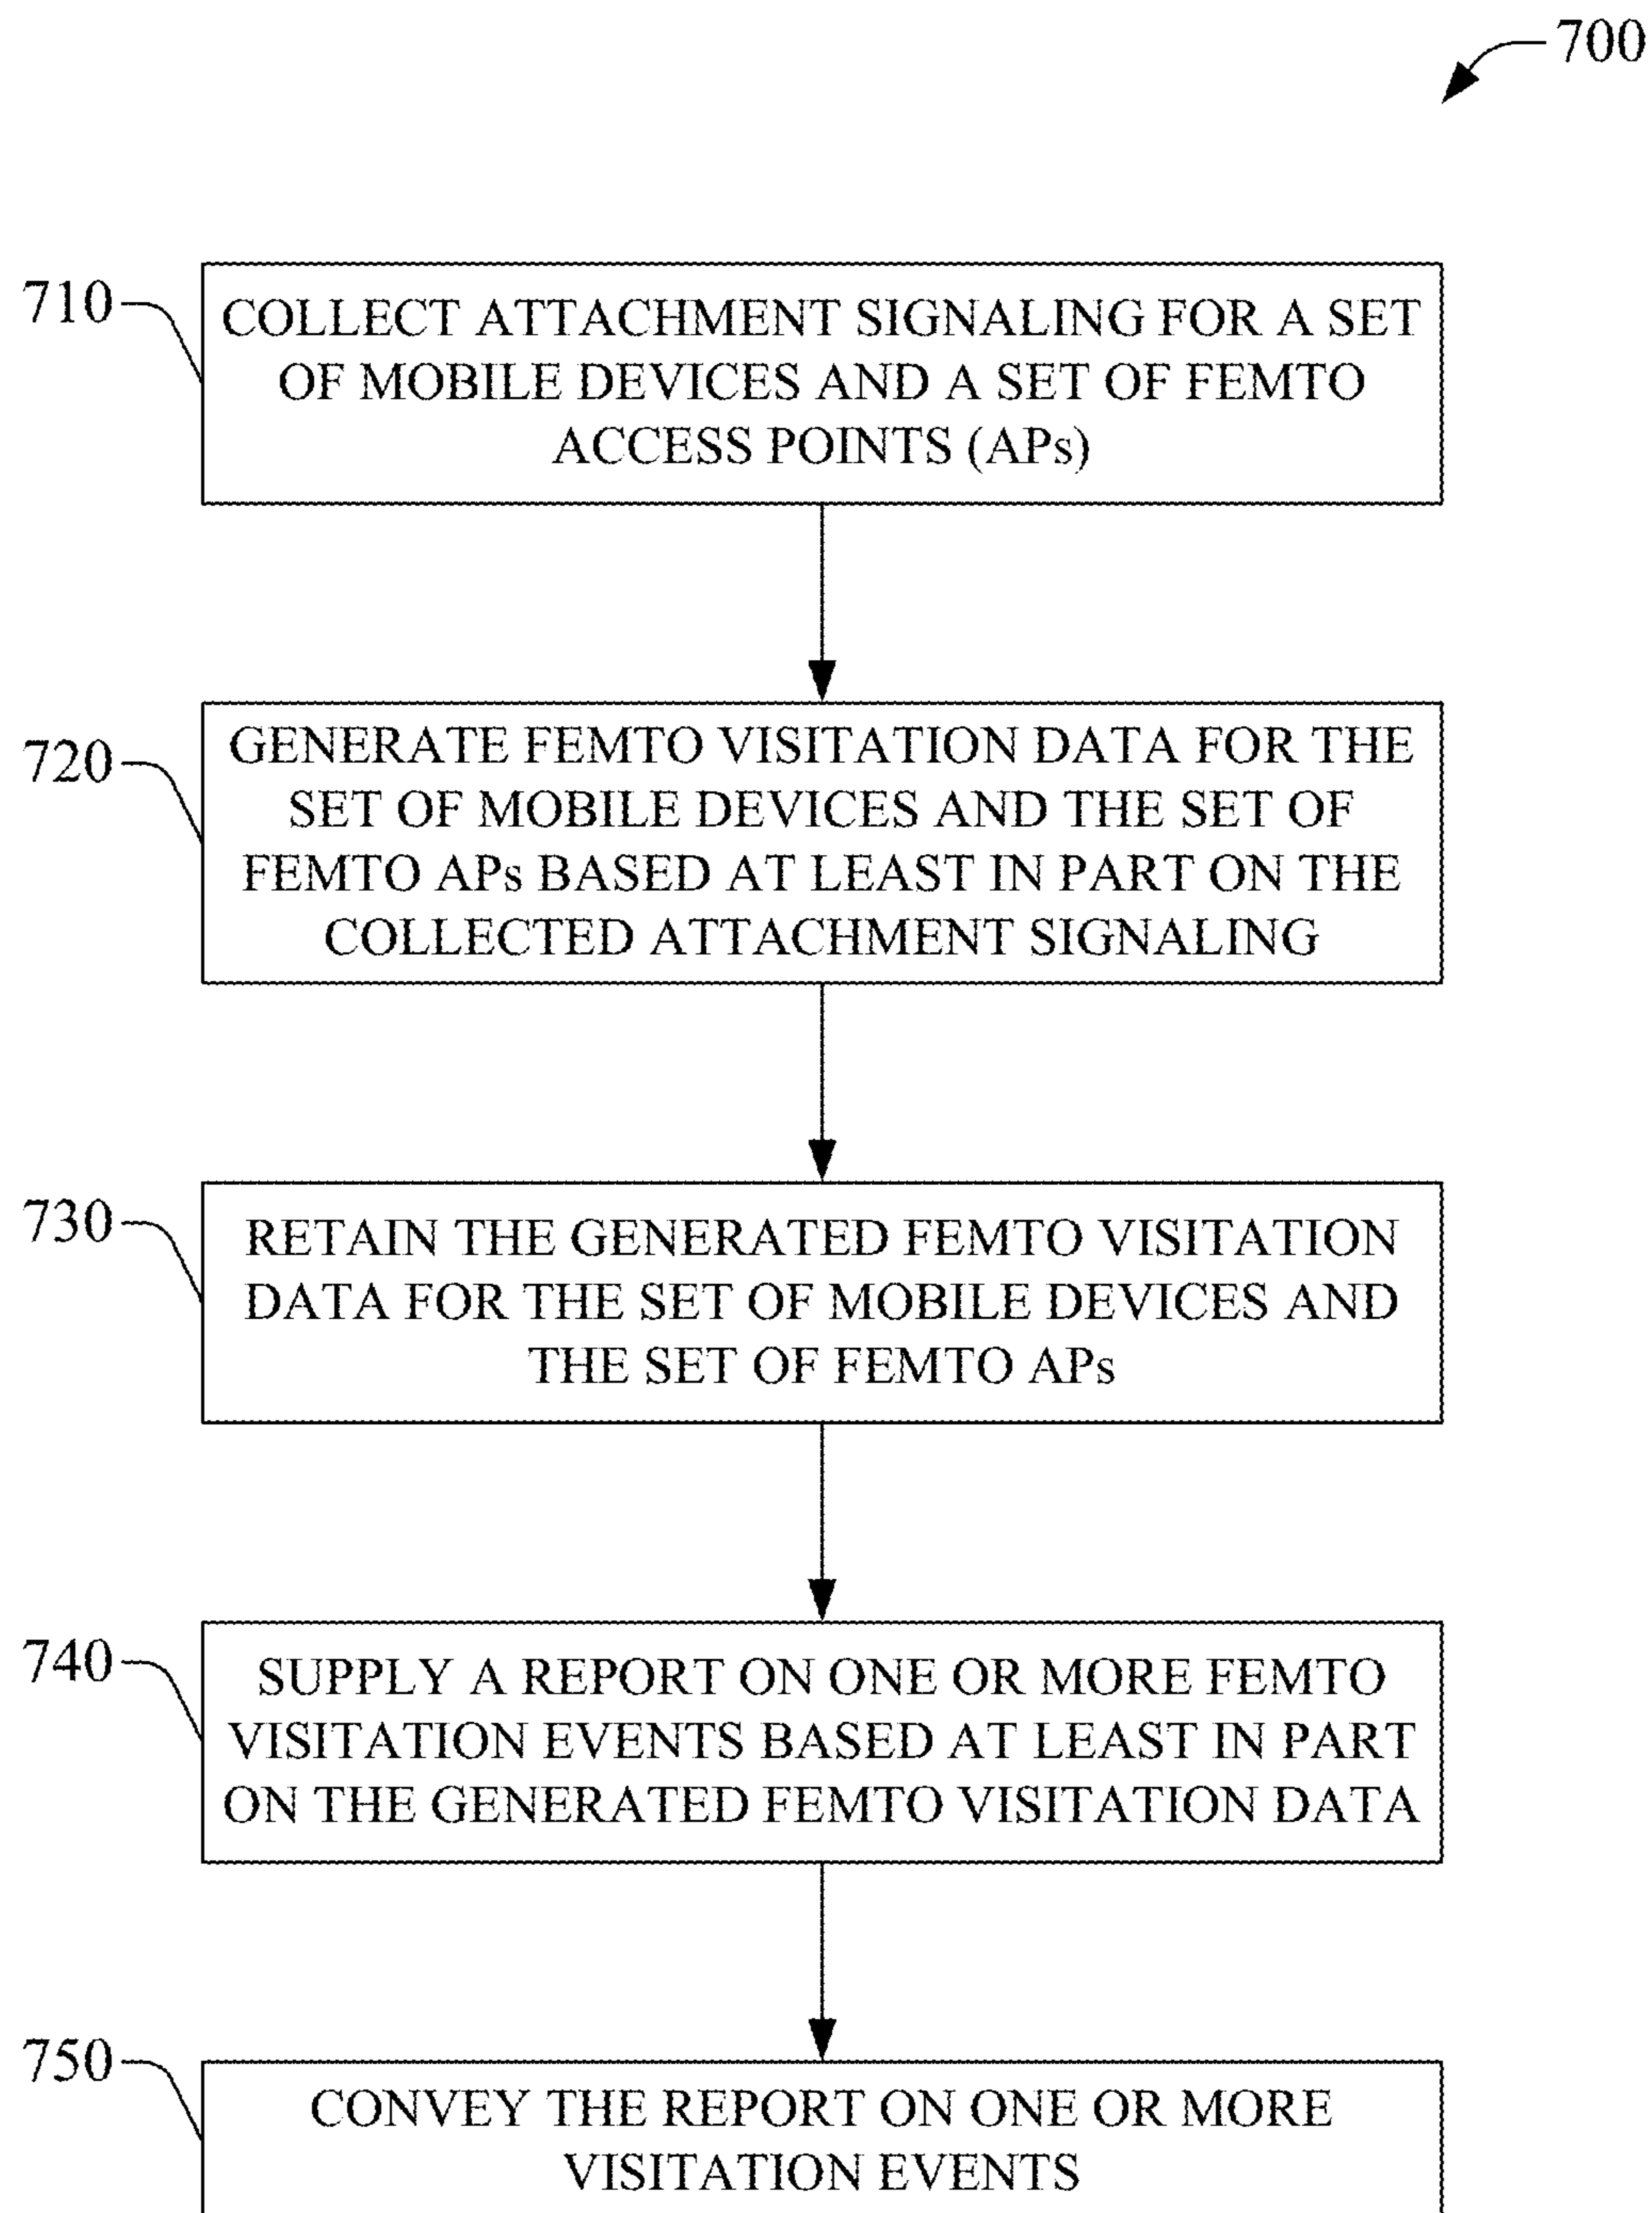 700
710
COLLECT ATTACHMENT SIGNALING FOR A SET
OF MOBILE DEVICES AND A SET OF FEMTO
ACCESS POINTS (APs)
720
GENERATE FEMTO VISITATION DATA FOR THE
SET OF MOBILE DEVICES AND THE SET OF
FEMTO APs BASED AT LEAST IN PART ON THE
COLLECTED ATTACHMENT SIGNALING
730
RETAIN THE GENERATED FEMTO VISITATION
DATA FOR THE SET OF MOBILE DEVICES AND
THE SET OF FEMTO APs
740
SUPPLY A REPORT ON ONE OR MORE FEMTO
VISITATION EVENTS BASED AT LEAST IN PART
ON THE GENERATED FEMTO VISITATION DATA
750
CONVEY THE REPORT ON ONE OR MORE
VISITATION EVENTS